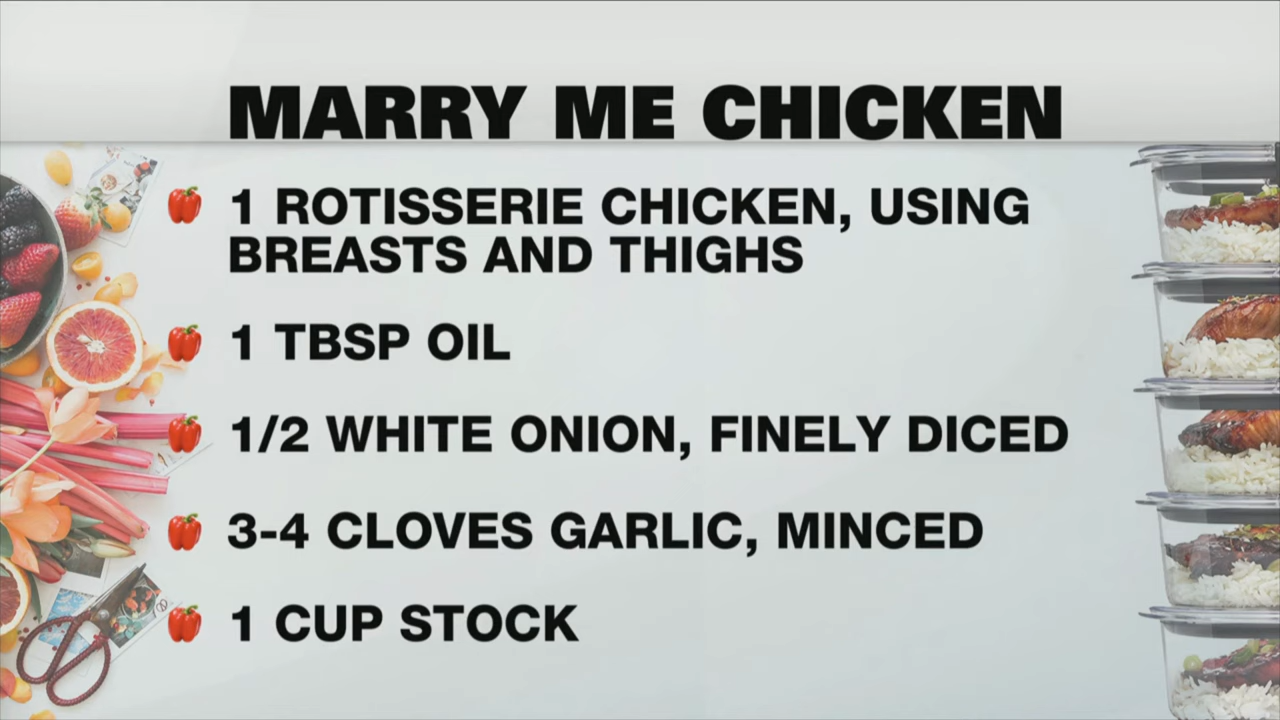 MARRY ME CHICKEN
1 ROTISSERIE CHICKEN, USING
BREASTS AND THIGHS
1 TBSP OIL
1/2 WHITE ONION, FINELY DICED
3-4 CLOVES GARLIC, MINCED
1 CUP STOCK